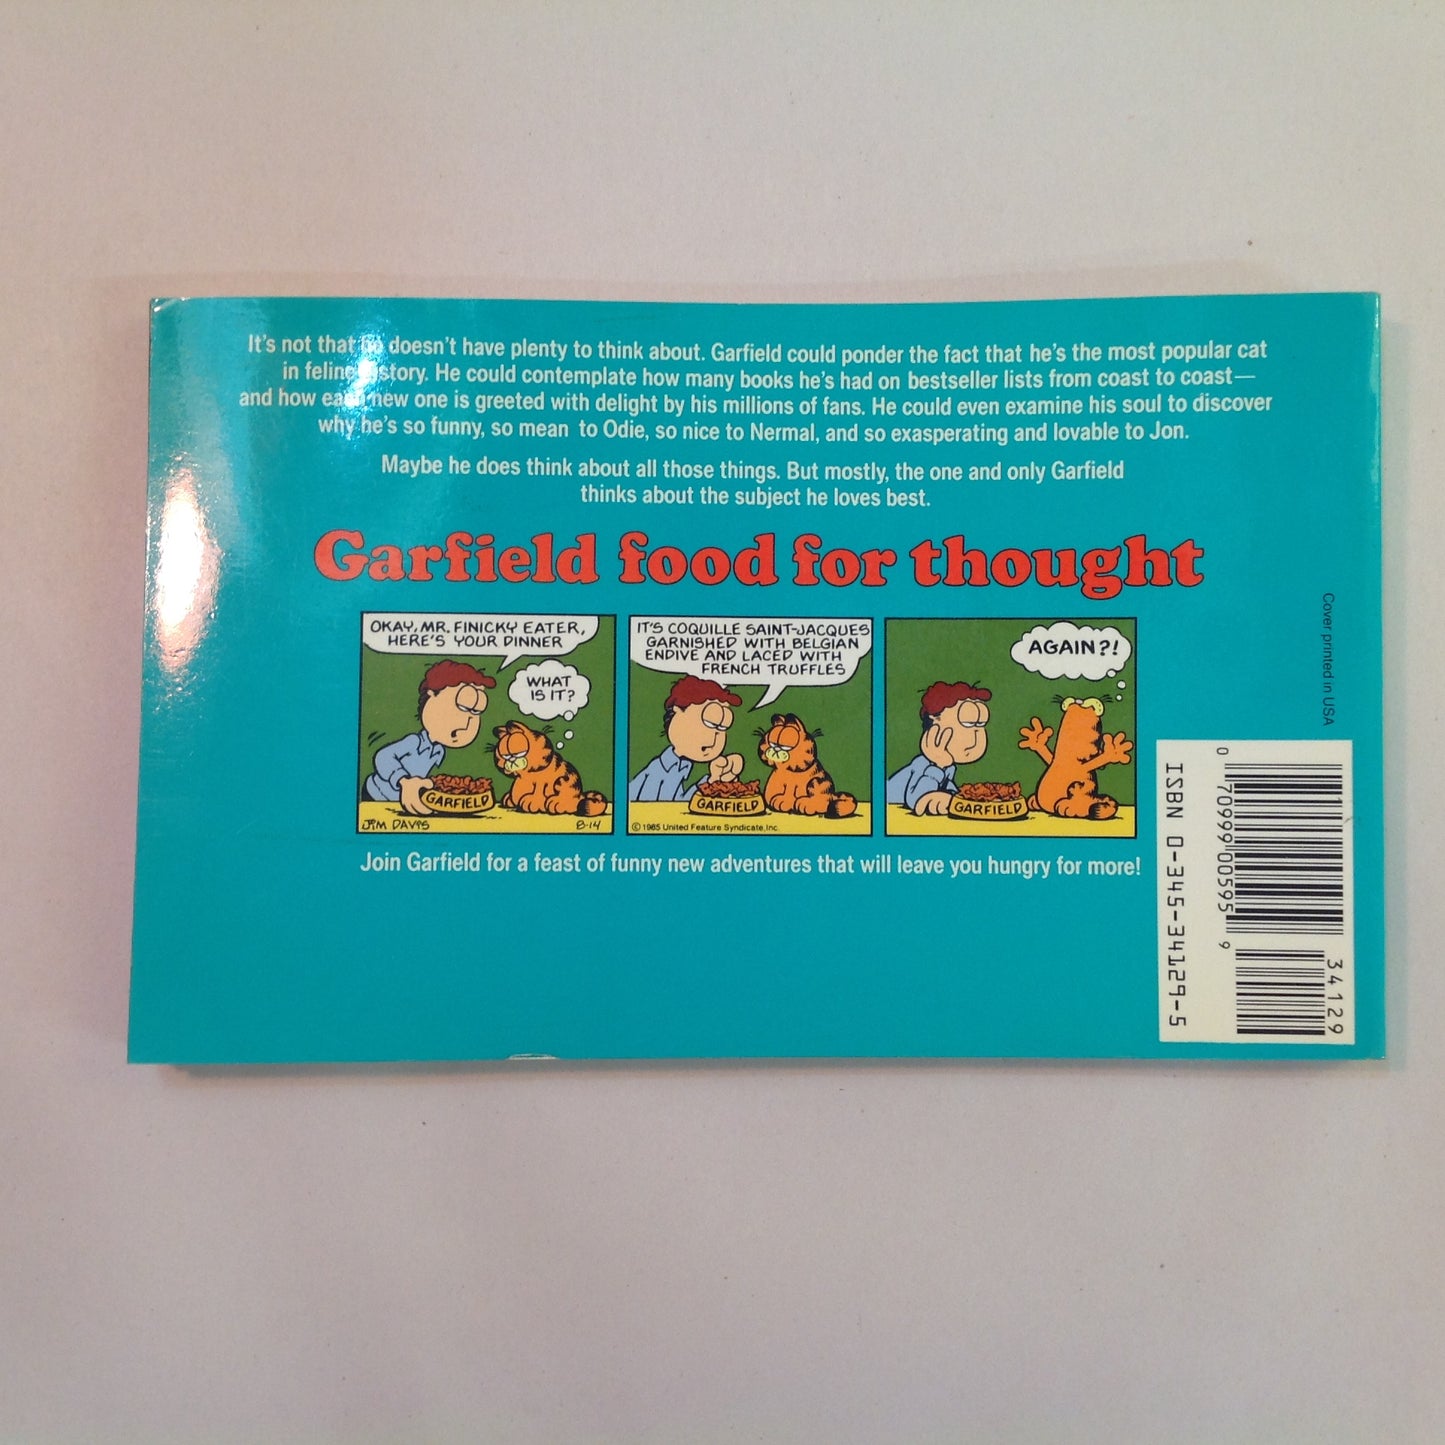 It's not that he doesn't have plenty to think about. Garfield could ponder the fact that he's the most popular cat
in feline history. He could contemplate how many books he's had on bestseller lists from coast to coast—
and how each new one is greeted with delight by his millions of fans. He could even examine his soul to discover
why he's so funny, so mean to Odie, so nice to Nermal, and so exasperating and lovable to Jon.
Maybe he does think about all those things. But mostly, the one and only Garfield
thinks about the subject he loves best.
Garfield food for thought
OKAY, MR. FINICKY EATER,
HERE'S YOUR DINNER
WHAT
IS IT?
GARFIELD
JIM DAVIS
8-14
IT'S COQUILLE SAINT-JACQUES
GARNISHED WITH BELGIAN
ENDIVE AND LACED WITH
FRENCH TRUFFLES
GARFIELD
© 1985 United Feature Syndicate, Inc.
AGAIN?!
GARFIELD
Join Garfield for a feast of funny new adventures that will leave you hungry for more!
Cover printed in USA
0 70999 00595 9
34129
ISBN 0-345-34129-5